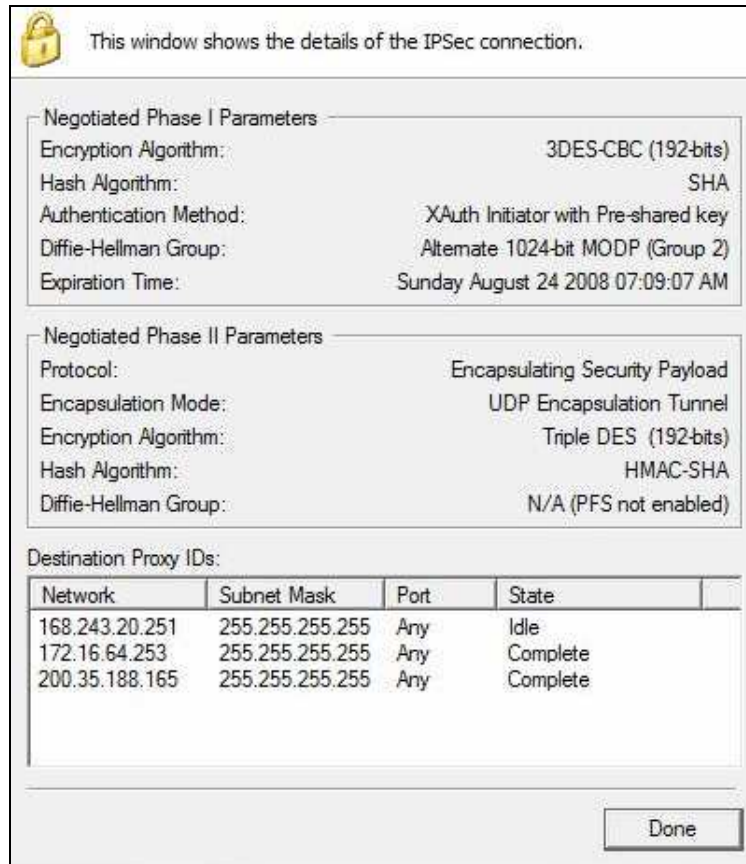 This window shows the details of the IPSec connection.
Negotiated Phase I Parameters
Encryption Algorithm: 3DES-CBC (192-bits)
Hash Algorithm: SHA
Authentication Method: XAuth Initiator with Pre-shared key
Diffie-Hellman Group: Alternate 1024-bit MODP (Group 2)
Expiration Time: Sunday August 24 2008 07:09:07 AM
Negotiated Phase II Parameters
Protocol: Encapsulating Security Payload
Encapsulation Mode: UDP Encapsulation Tunnel
Encryption Algorithm: Triple DES (192-bits)
Hash Algorithm: HMAC-SHA
Diffie-Hellman Group: N/A (PFS not enabled)
Destination Proxy IDs:
Network Subnet Mask Port State
168.243.20.251 255.255.255.255 Any Idle
172.16.64.253 255.255.255.255 Any Complete
200.35.188.165 255.255.255.255 Any Complete
Done